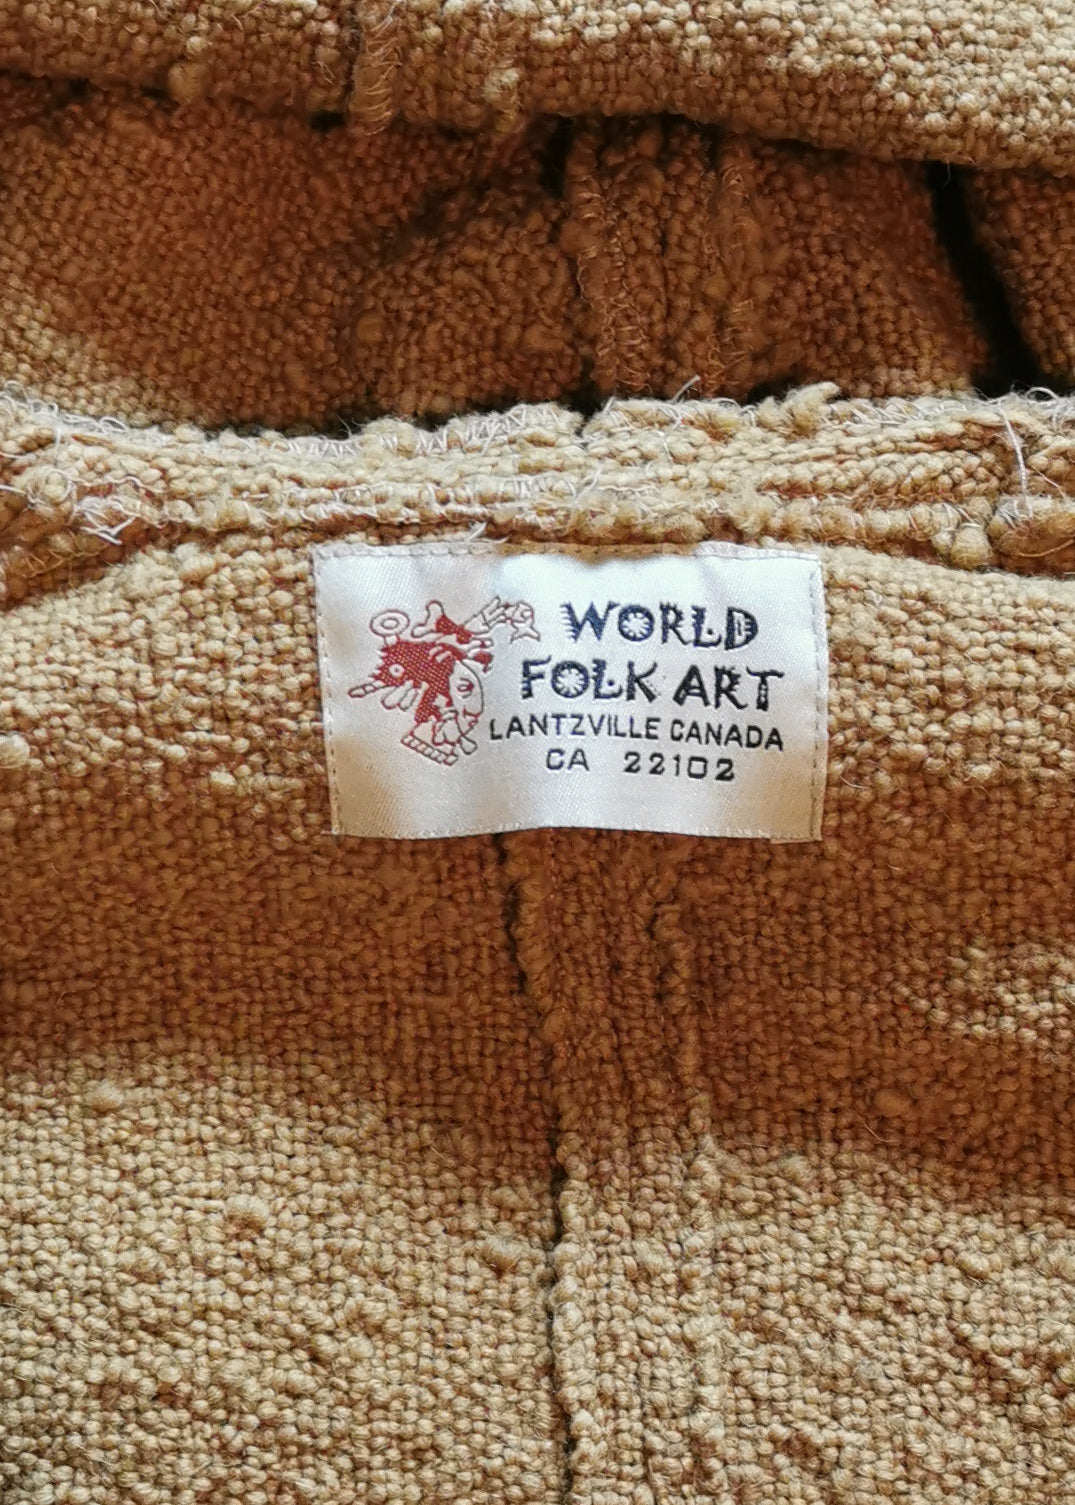 WORLD
FOLK ART
LANTZVILLE CANADA
CA 22102